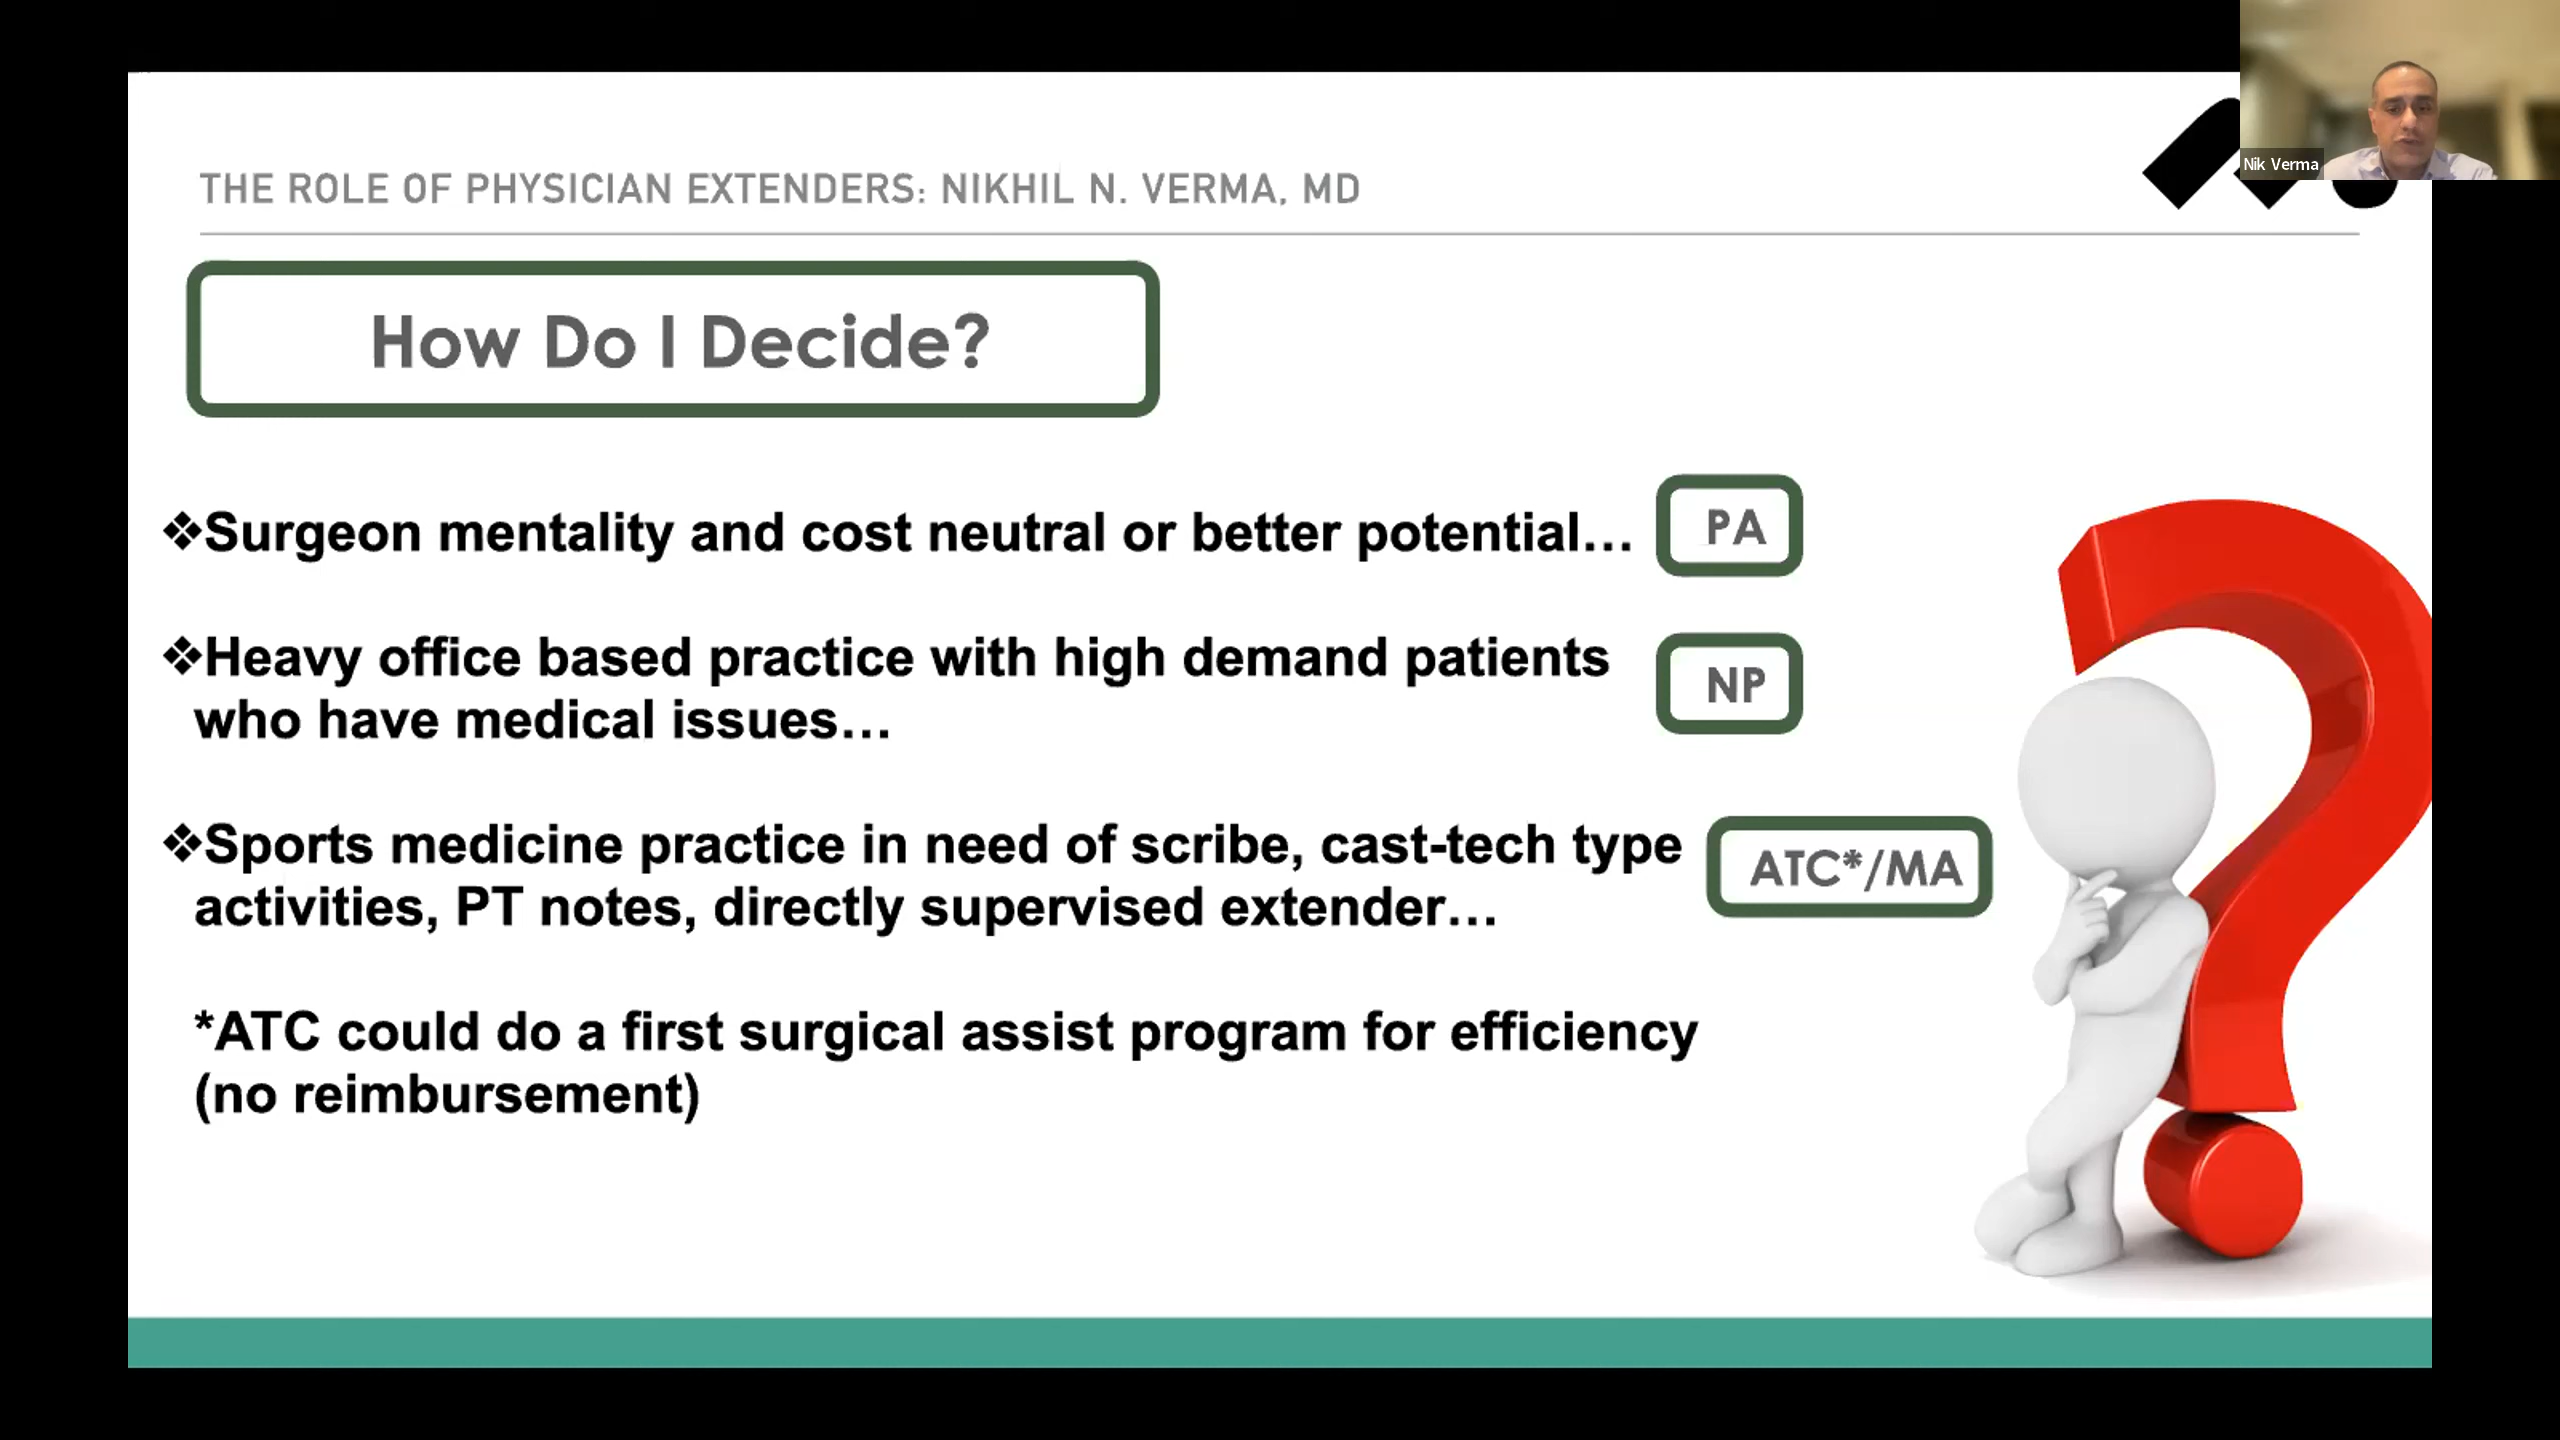 Nik Verma
THE ROLE OF PHYSICIAN EXTENDERS: NIKHIL N. VERMA, MD
How Do I Decide?
❖Surgeon mentality and cost neutral or better potential…
PA
❖Heavy office based practice with high demand patients
who have medical issues…
NP
❖Sports medicine practice in need of scribe, cast-tech type
activities, PT notes, directly supervised extender…
ATC*/MA
*ATC could do a first surgical assist program for efficiency
(no reimbursement)